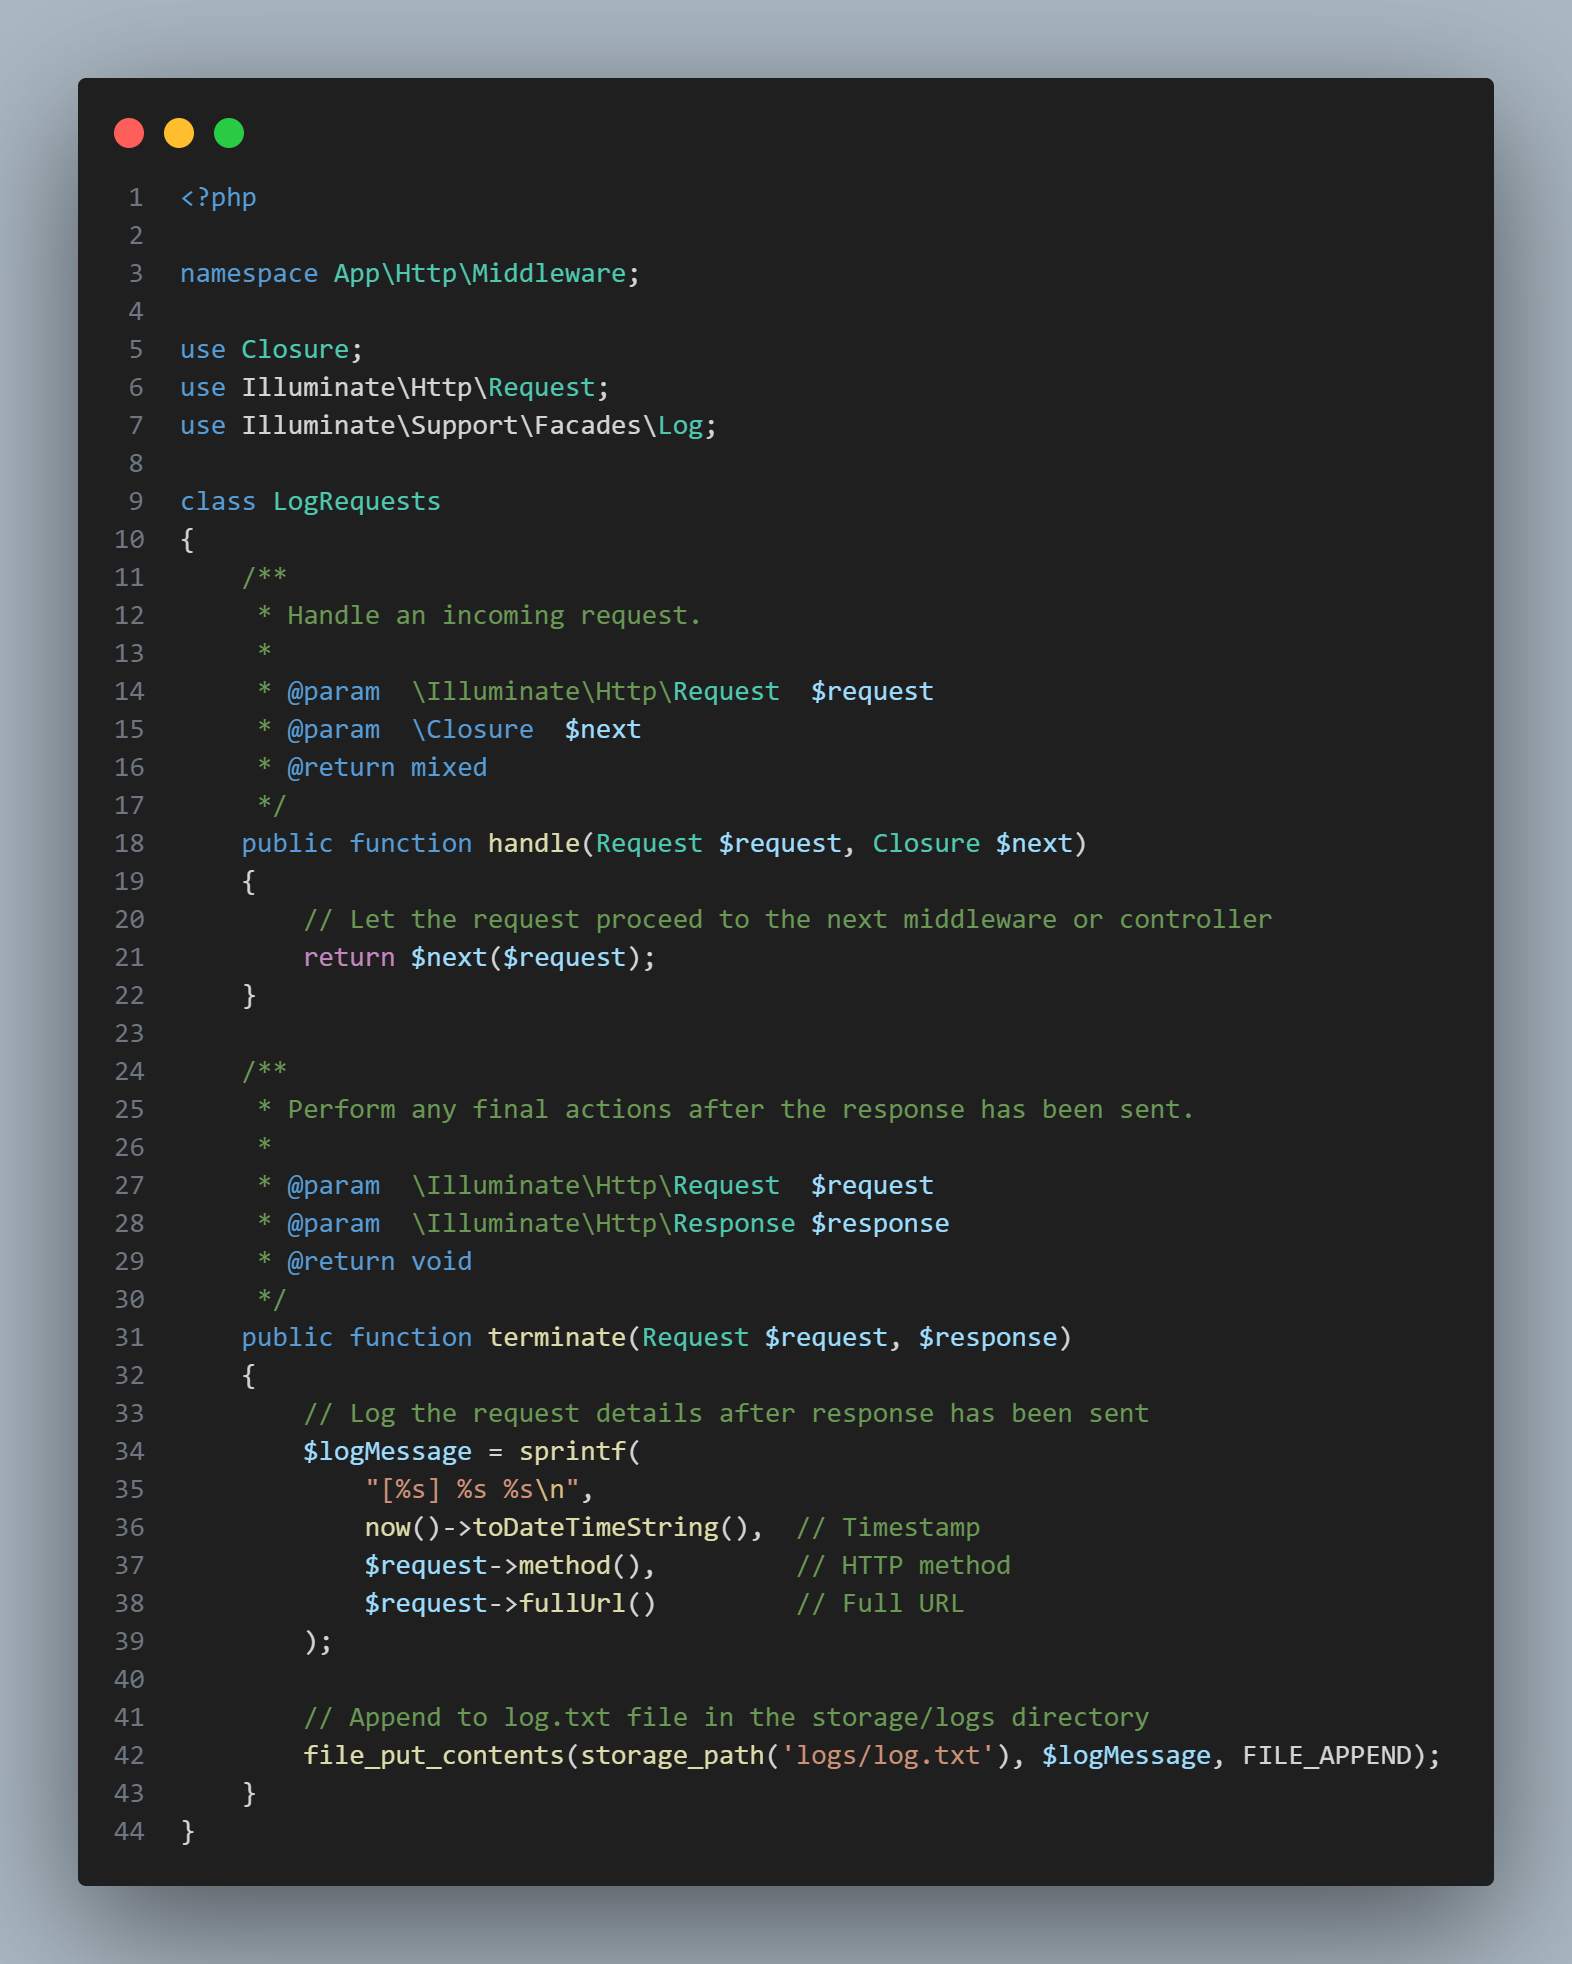 1 <?php
2
3 namespace App\Http\Middleware;
4
5 use Closure;
6 use Illuminate\Http\Request;
7 use Illuminate\Support\Facades\Log;
8
9 class LogRequests
10 {
11     /**
12      * Handle an incoming request.
13      *
14      * @param  \Illuminate\Http\Request  $request
15      * @param  \Closure  $next
16      * @return mixed
17      */
18     public function handle(Request $request, Closure $next)
19     {
20         // Let the request proceed to the next middleware or controller
21         return $next($request);
22     }
23
24     /**
25      * Perform any final actions after the response has been sent.
26      *
27      * @param  \Illuminate\Http\Request  $request
28      * @param  \Illuminate\Http\Response $response
29      * @return void
30      */
31     public function terminate(Request $request, $response)
32     {
33         // Log the request details after response has been sent
34         $logMessage = sprintf(
35             "[%s] %s %s\n",
36             now()->toDateTimeString(),  // Timestamp
37             $request->method(),         // HTTP method
38             $request->fullUrl()         // Full URL
39         );
40
41         // Append to log.txt file in the storage/logs directory
42         file_put_contents(storage_path('logs/log.txt'), $logMessage, FILE_APPEND);
43     }
44 }